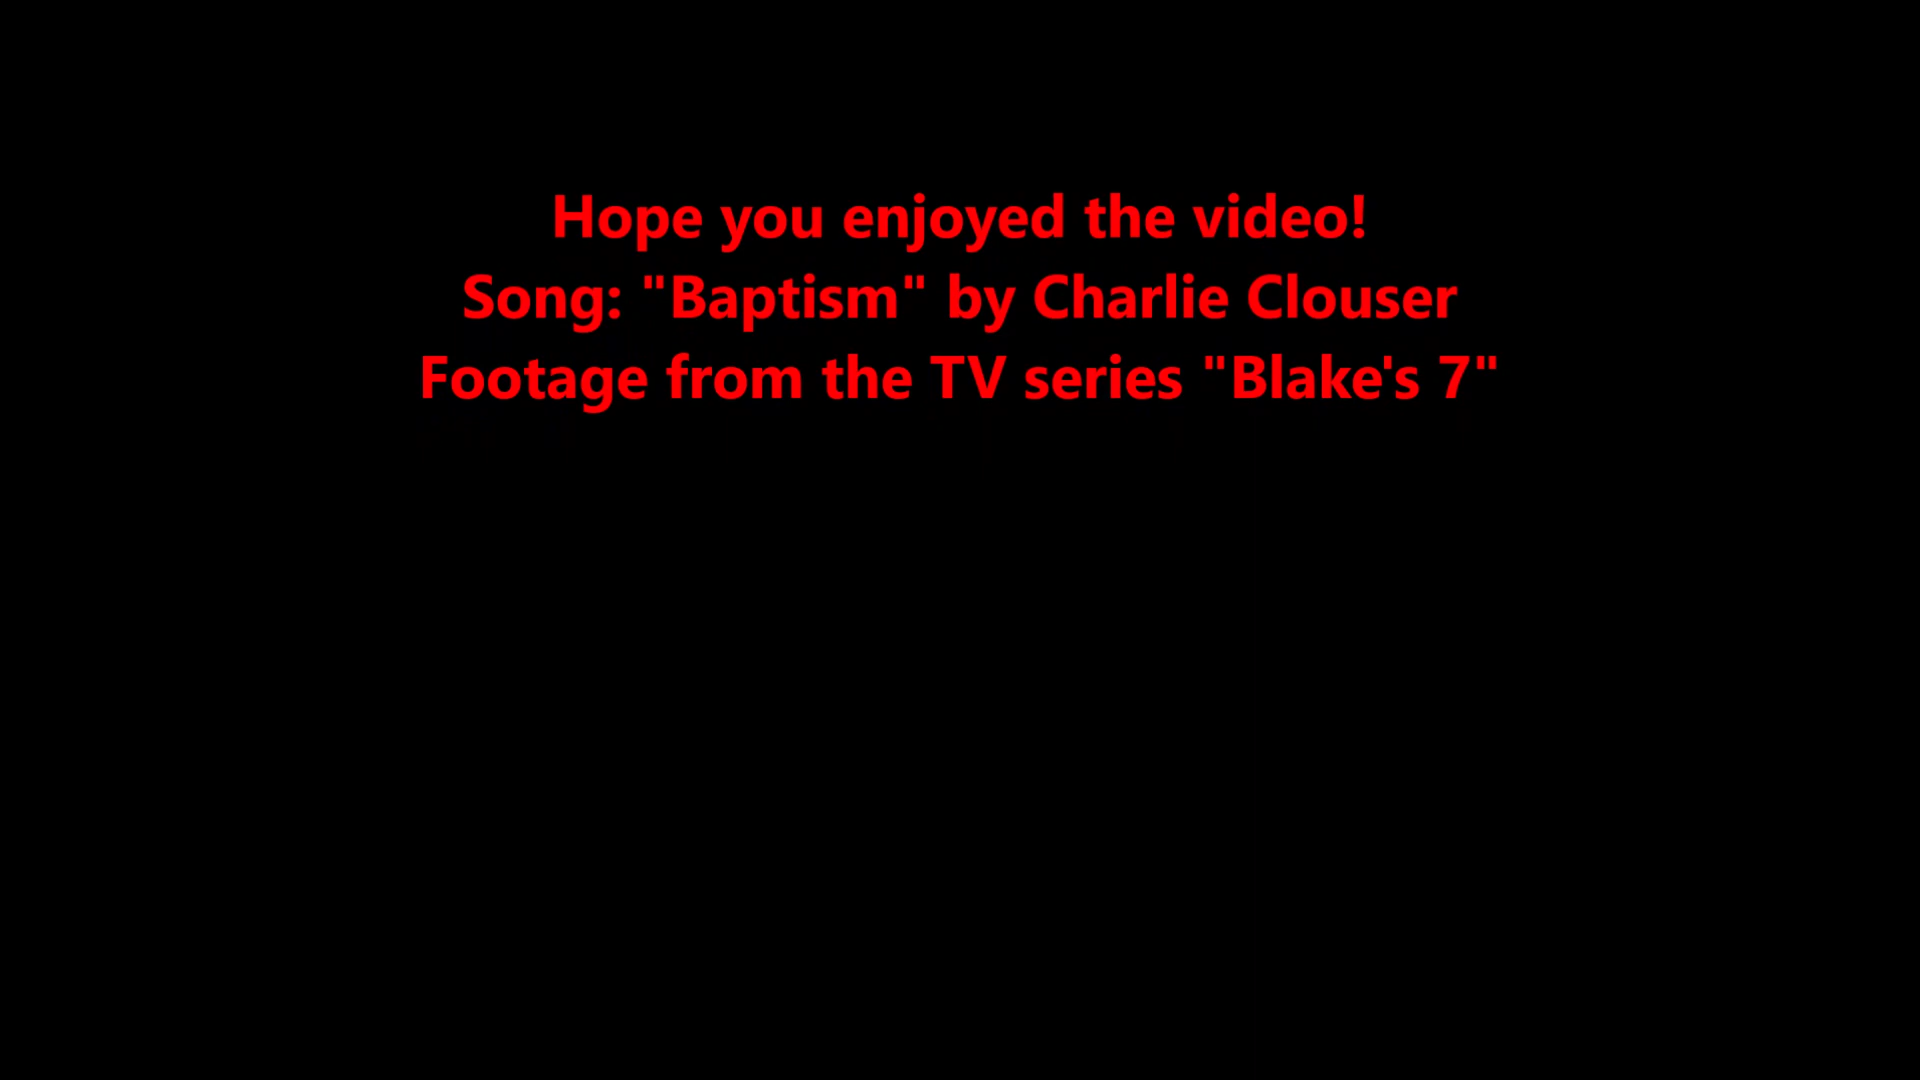 Hope you enjoyed the video!
Song: "Baptism" by Charlie Clouser
Footage from the TV series "Blake's 7"